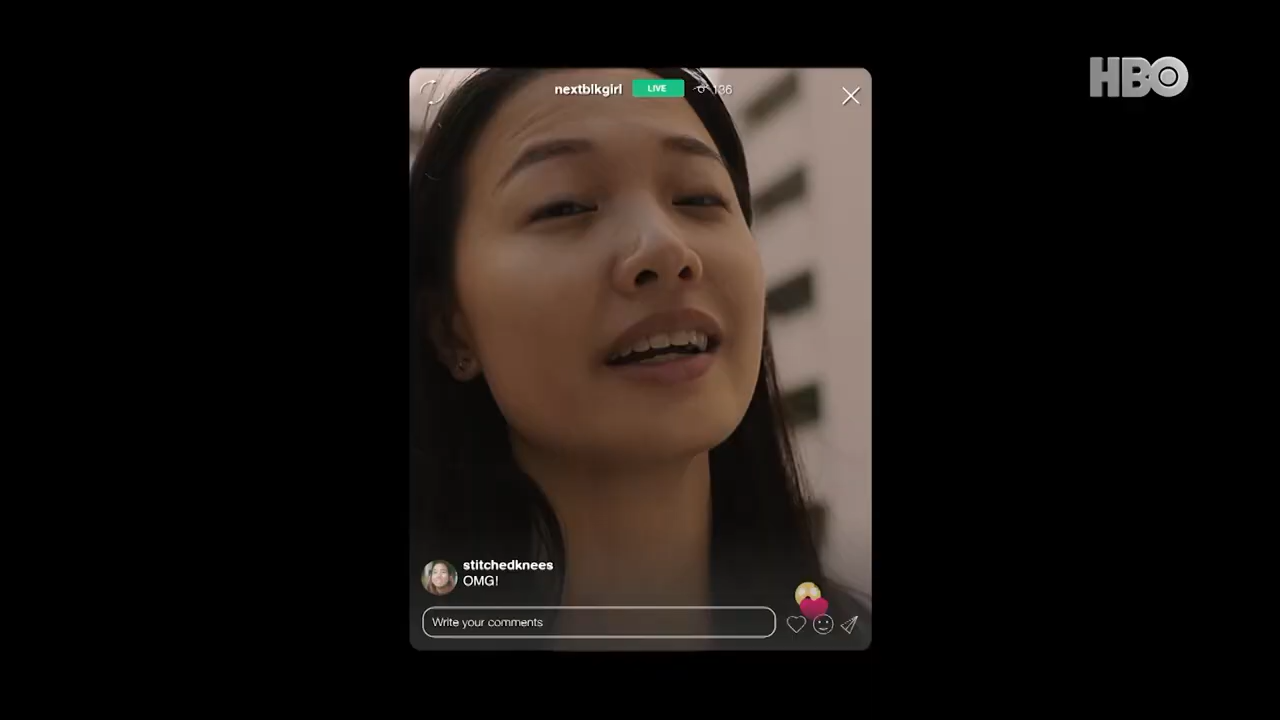 HBO
nextblkgirl LIVE 136
stitchedknees
OMG!
Write your comments